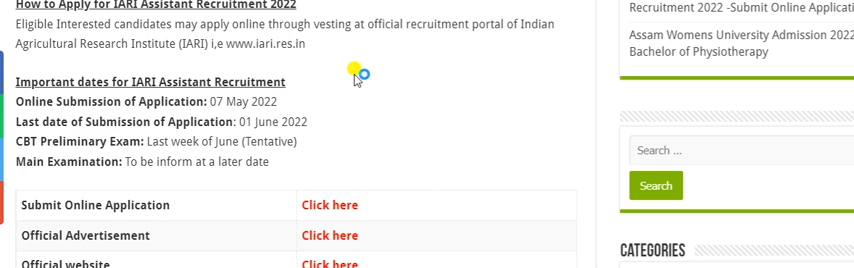 How to Apply for IARI Assistant Recruitment 2022
Eligible Interested candidates may apply online through vesting at official recruitment portal of Indian
Agricultural Research Institute (IARI) i,e www.iari.res.in
Important dates for IARI Assistant Recruitment
Online Submission of Application: 07 May 2022
Last date of Submission of Application: 01 June 2022
CBT Preliminary Exam: Last week of June (Tentative)
Main Examination: To be inform at a later date
Submit Online Application Click here
Official Advertisement Click here
Official website Click here
Recruitment 2022 -Submit Online Applicati
Assam Womens University Admission 2022
Bachelor of Physiotherapy
Search ...
Search
CATEGORIES